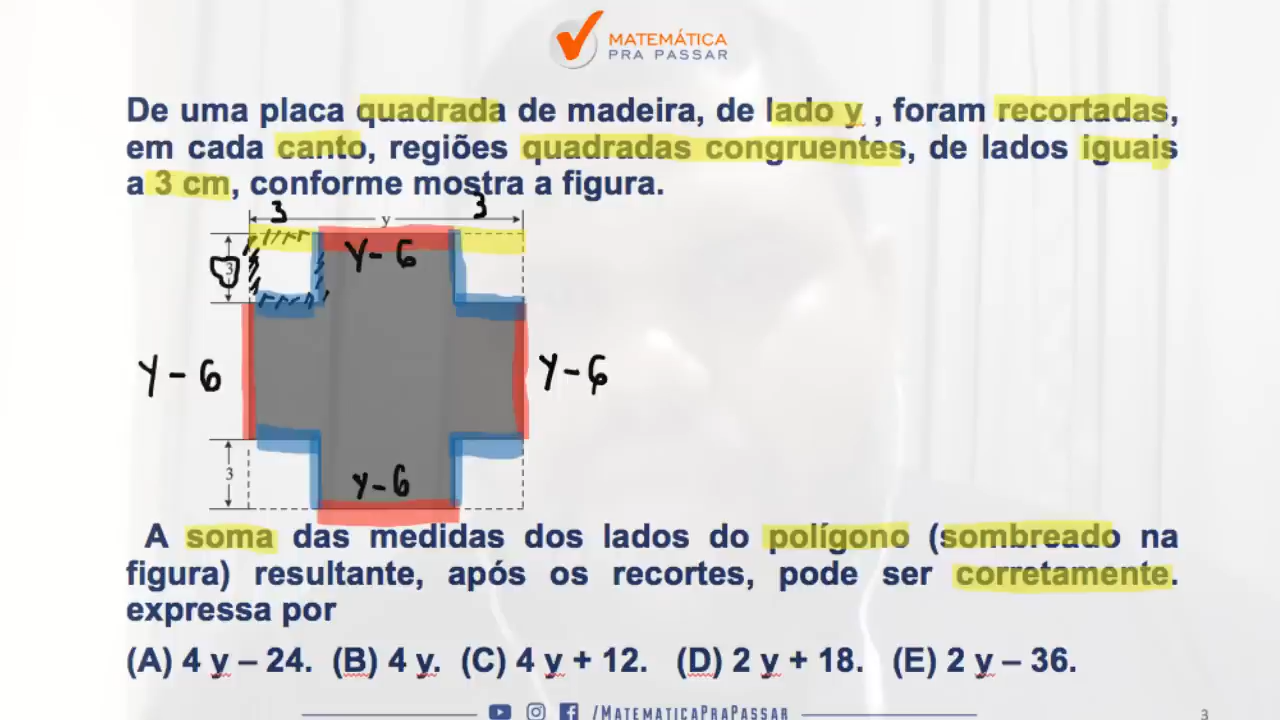 MATEMÁTICA
PRA PASSAR
De uma placa quadrada de madeira, de lado y , foram recortadas,
em cada canto, regiões quadradas congruentes, de lados iguais
a 3 cm, conforme mostra a figura.
3 y 3
3
Y - 6
Y - 6
Y - 6
3
Y - 6
A soma das medidas dos lados do polígono (sombreado na
figura) resultante, após os recortes, pode ser corretamente.
expressa por
(A) 4 y – 24. (B) 4 y. (C) 4 y + 12. (D) 2 y + 18. (E) 2 y – 36.
/MATEMATICAPRAPASSAR
3